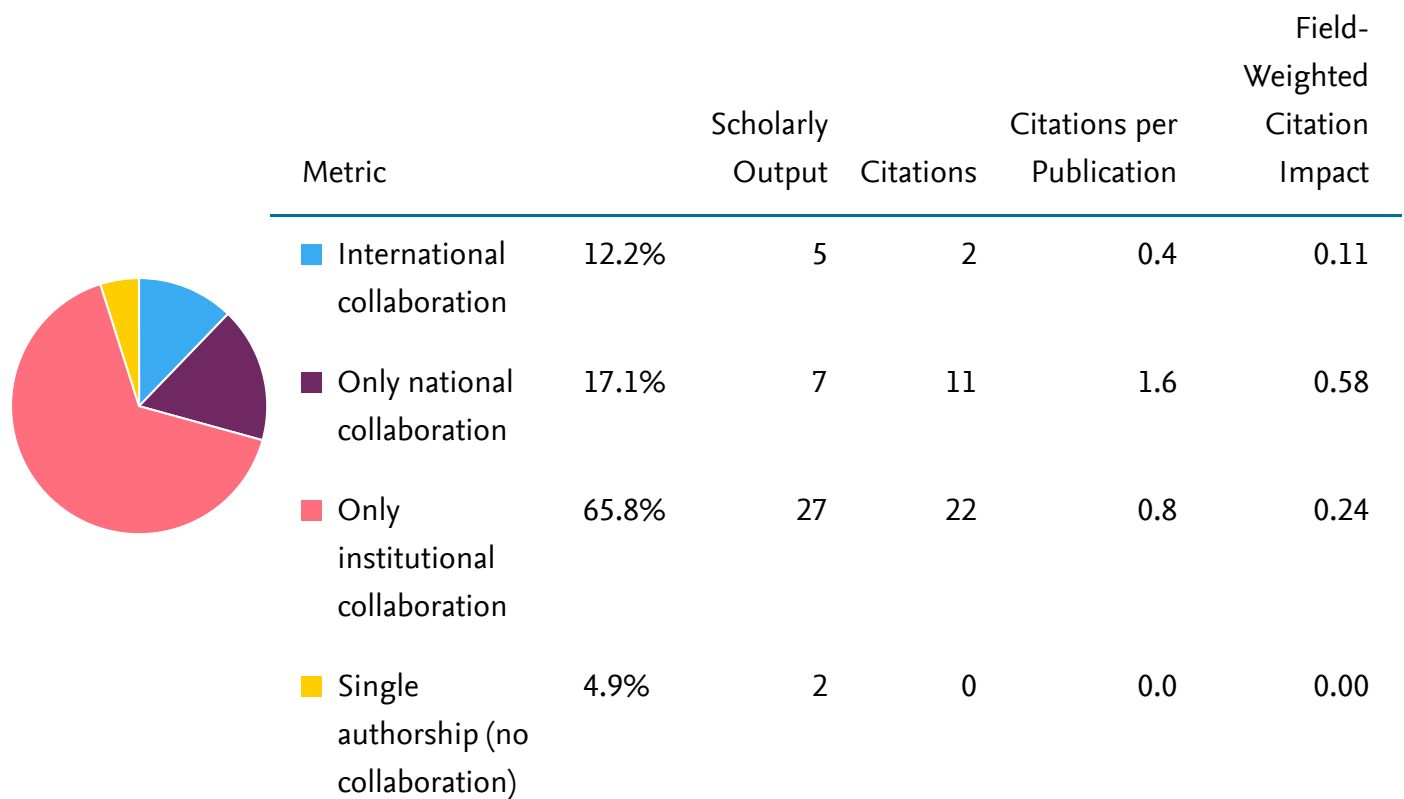 Metric Scholarly Output Citations Citations per Publication Field-Weighted Citation Impact
International 12.2% 5 2 0.4 0.11
collaboration
Only national 17.1% 7 11 1.6 0.58
collaboration
Only 65.8% 27 22 0.8 0.24
institutional
collaboration
Single 4.9% 2 0 0.0 0.00
authorship (no
collaboration)